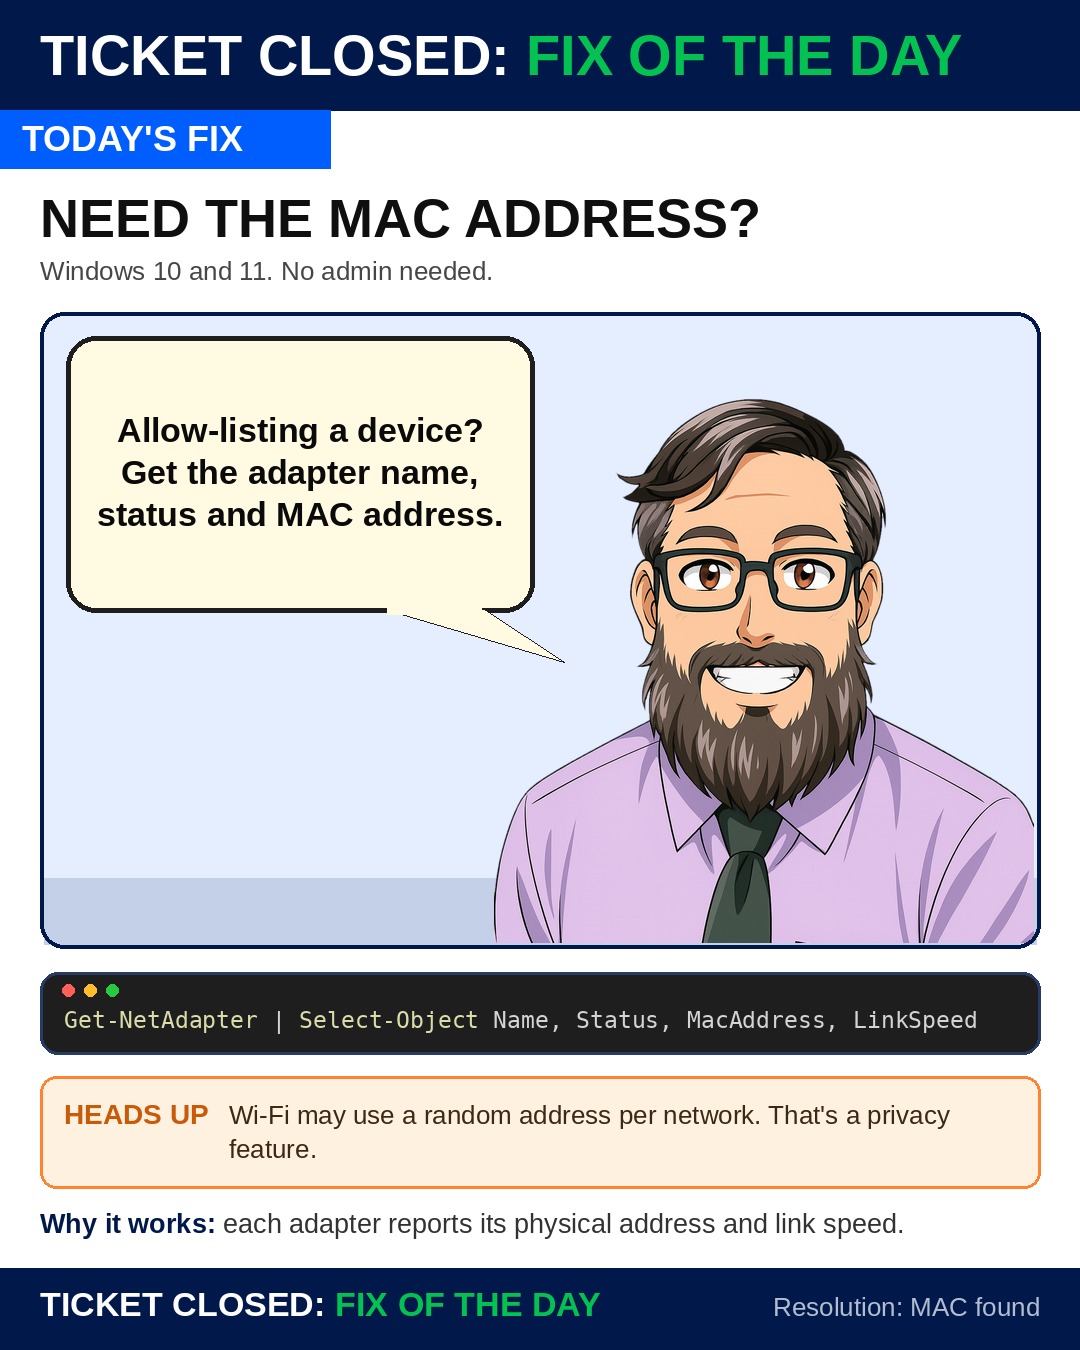 TICKET CLOSED: FIX OF THE DAY
TODAY'S FIX
NEED THE MAC ADDRESS?
Windows 10 and 11. No admin needed.
Allow-listing a device?
Get the adapter name,
status and MAC address.
Get-NetAdapter | Select-Object Name, Status, MacAddress, LinkSpeed
HEADS UP Wi-Fi may use a random address per network. That's a privacy
feature.
Why it works: each adapter reports its physical address and link speed.
TICKET CLOSED: FIX OF THE DAY
Resolution: MAC found